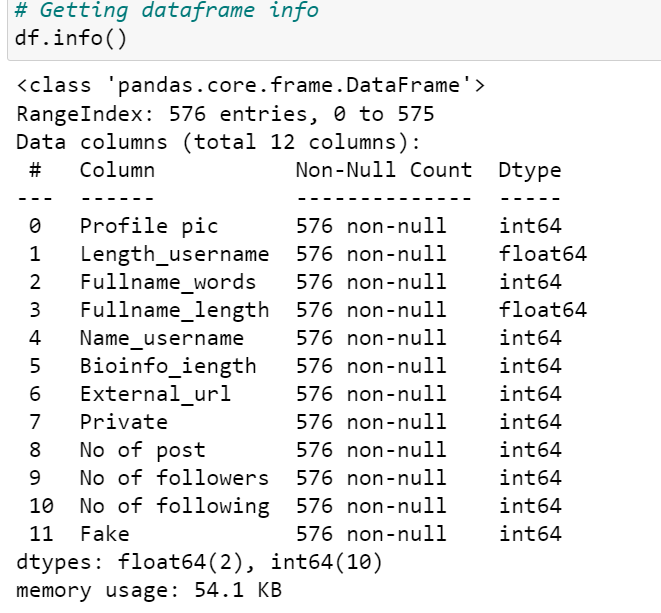 # Getting dataframe info
df.info()
<class 'pandas.core.frame.DataFrame'>
RangeIndex: 576 entries, 0 to 575
Data columns (total 12 columns):
 #   Column           Non-Null Count  Dtype
---  ------           --------------  -----
 0   Profile pic      576 non-null    int64
 1   Length_username  576 non-null    float64
 2   Fullname_words   576 non-null    int64
 3   Fullname_length  576 non-null    float64
 4   Name_username    576 non-null    int64
 5   Bioinfo_iength   576 non-null    int64
 6   External_url     576 non-null    int64
 7   Private          576 non-null    int64
 8   No of post       576 non-null    int64
 9   No of followers  576 non-null    int64
 10  No of following  576 non-null    int64
 11  Fake             576 non-null    int64
dtypes: float64(2), int64(10)
memory usage: 54.1 KB